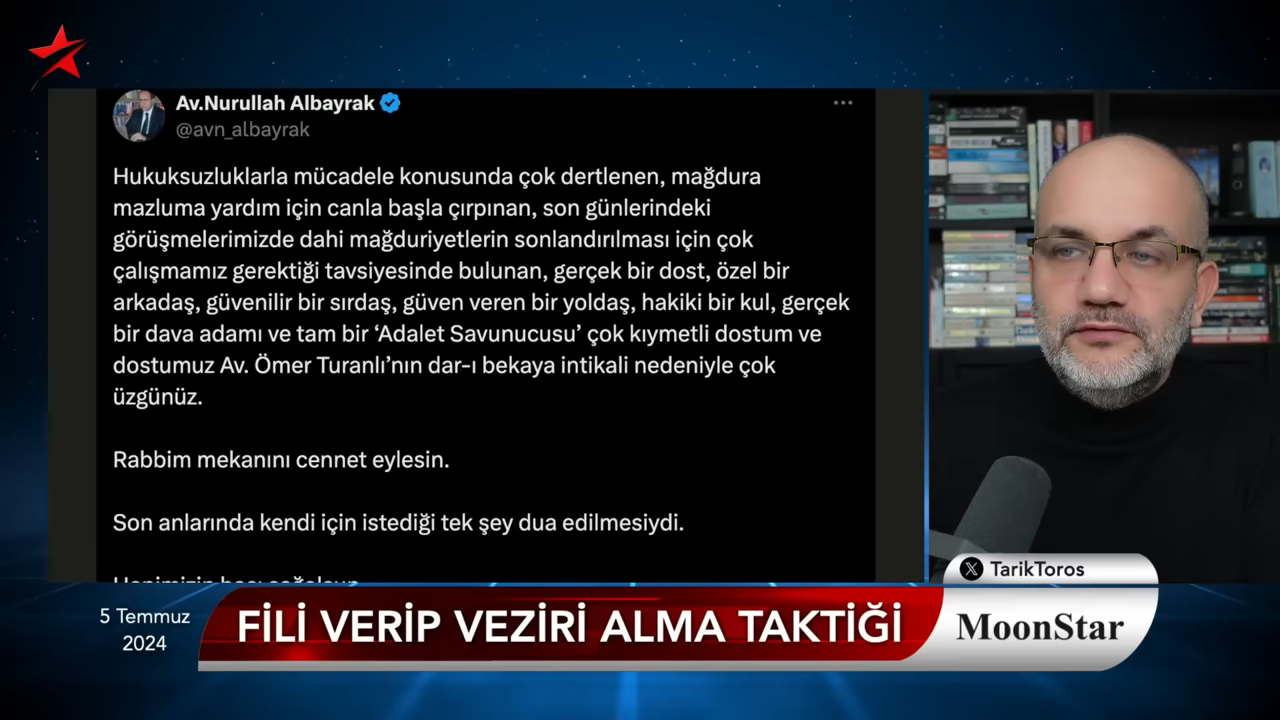 Av.Nurullah Albayrak
@avn_albayrak
Hukuksuzluklarla mücadele konusunda çok dertlenen, mağdura
mazluma yardım için canla başla çırpınan, son günlerindeki
görüşmelerimizde dahi mağduriyetlerin sonlandırılması için çok
çalışmamız gerektiği tavsiyesinde bulunan, gerçek bir dost, özel bir
arkadaş, güvenilir bir sırdaş, güven veren bir yoldaş, hakiki bir kul, gerçek
bir dava adamı ve tam bir ‘Adalet Savunucusu’ çok kıymetli dostum ve
dostumuz Av. Ömer Turanlı’nın dar-ı bekaya intikali nedeniyle çok
üzgünüz.
Rabbim mekanını cennet eylesin.
Son anlarında kendi için istediği tek şey dua edilmesiydi.
TarikToros
5 Temmuz
2024
FİLİ VERİP VEZİRİ ALMA TAKTİĞİ
MoonStar